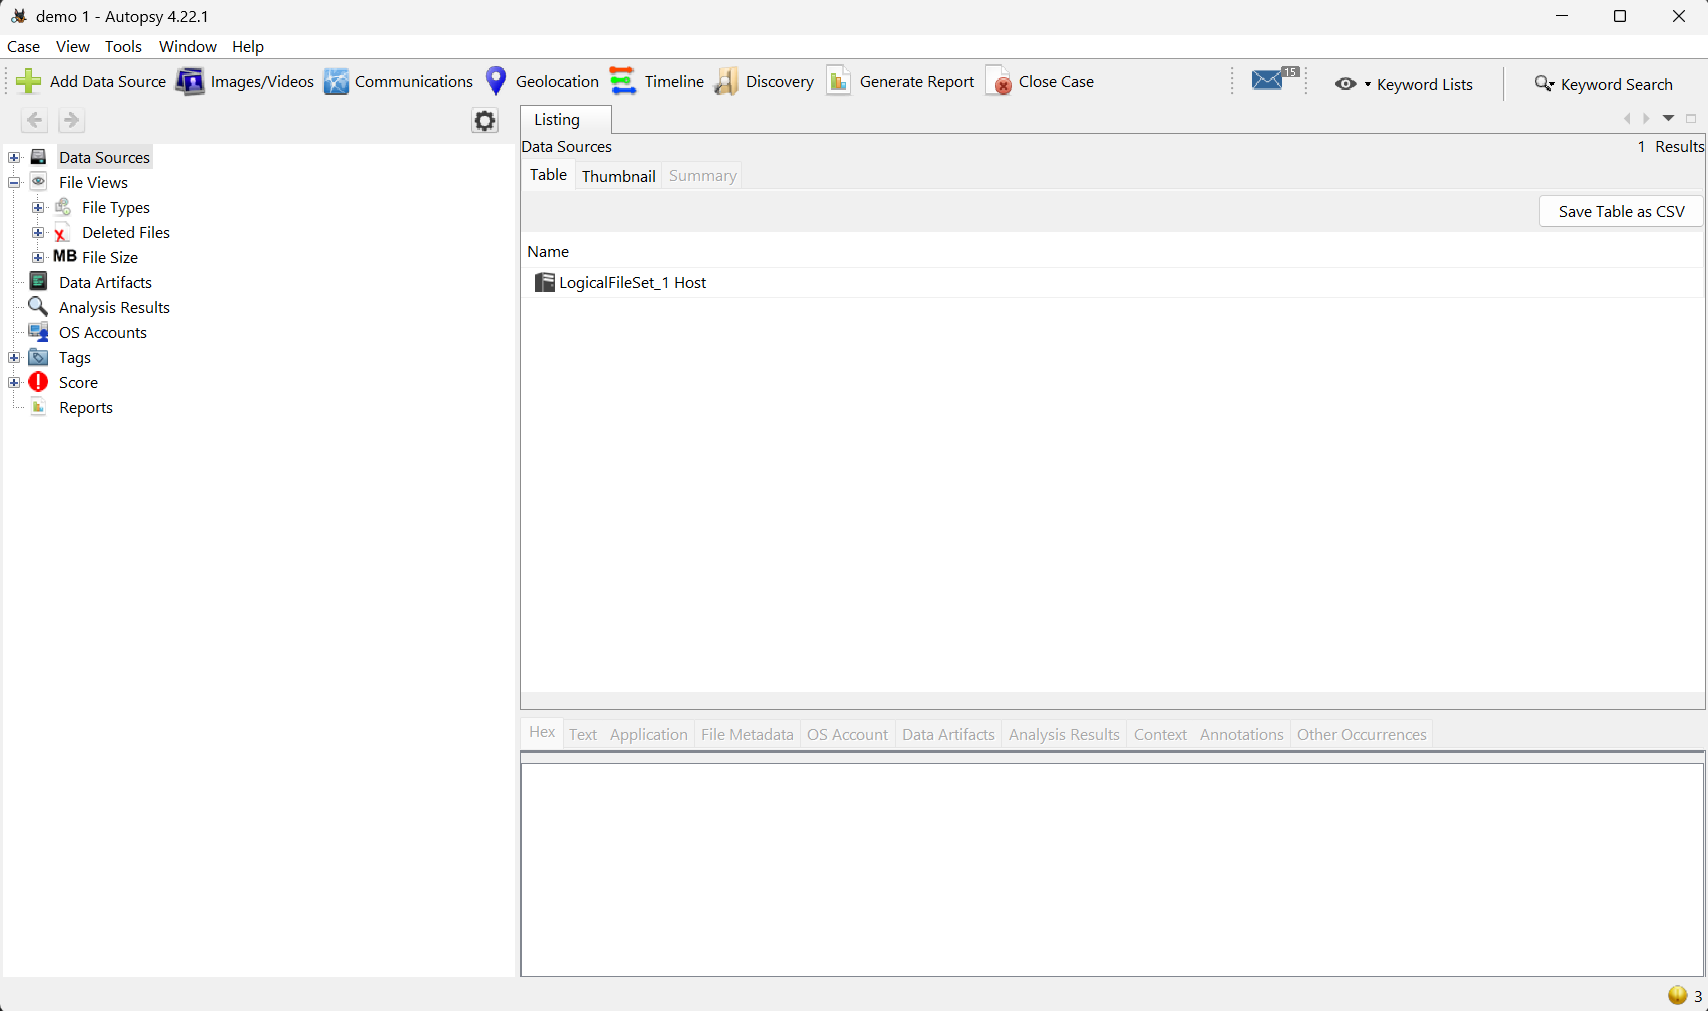 demo 1 - Autopsy 4.22.1
Case View Tools Window Help
Add Data Source Images/Videos Communications Geolocation Timeline Discovery Generate Report Close Case 15 Keyword Lists Keyword Search
Listing
Data Sources 1 Results
Table Thumbnail Summary
Save Table as CSV
Name
LogicalFileSet_1 Host
Data Sources
File Views
File Types
Deleted Files
MB File Size
Data Artifacts
Analysis Results
OS Accounts
Tags
Score
Reports
Hex Text Application File Metadata OS Account Data Artifacts Analysis Results Context Annotations Other Occurrences
3